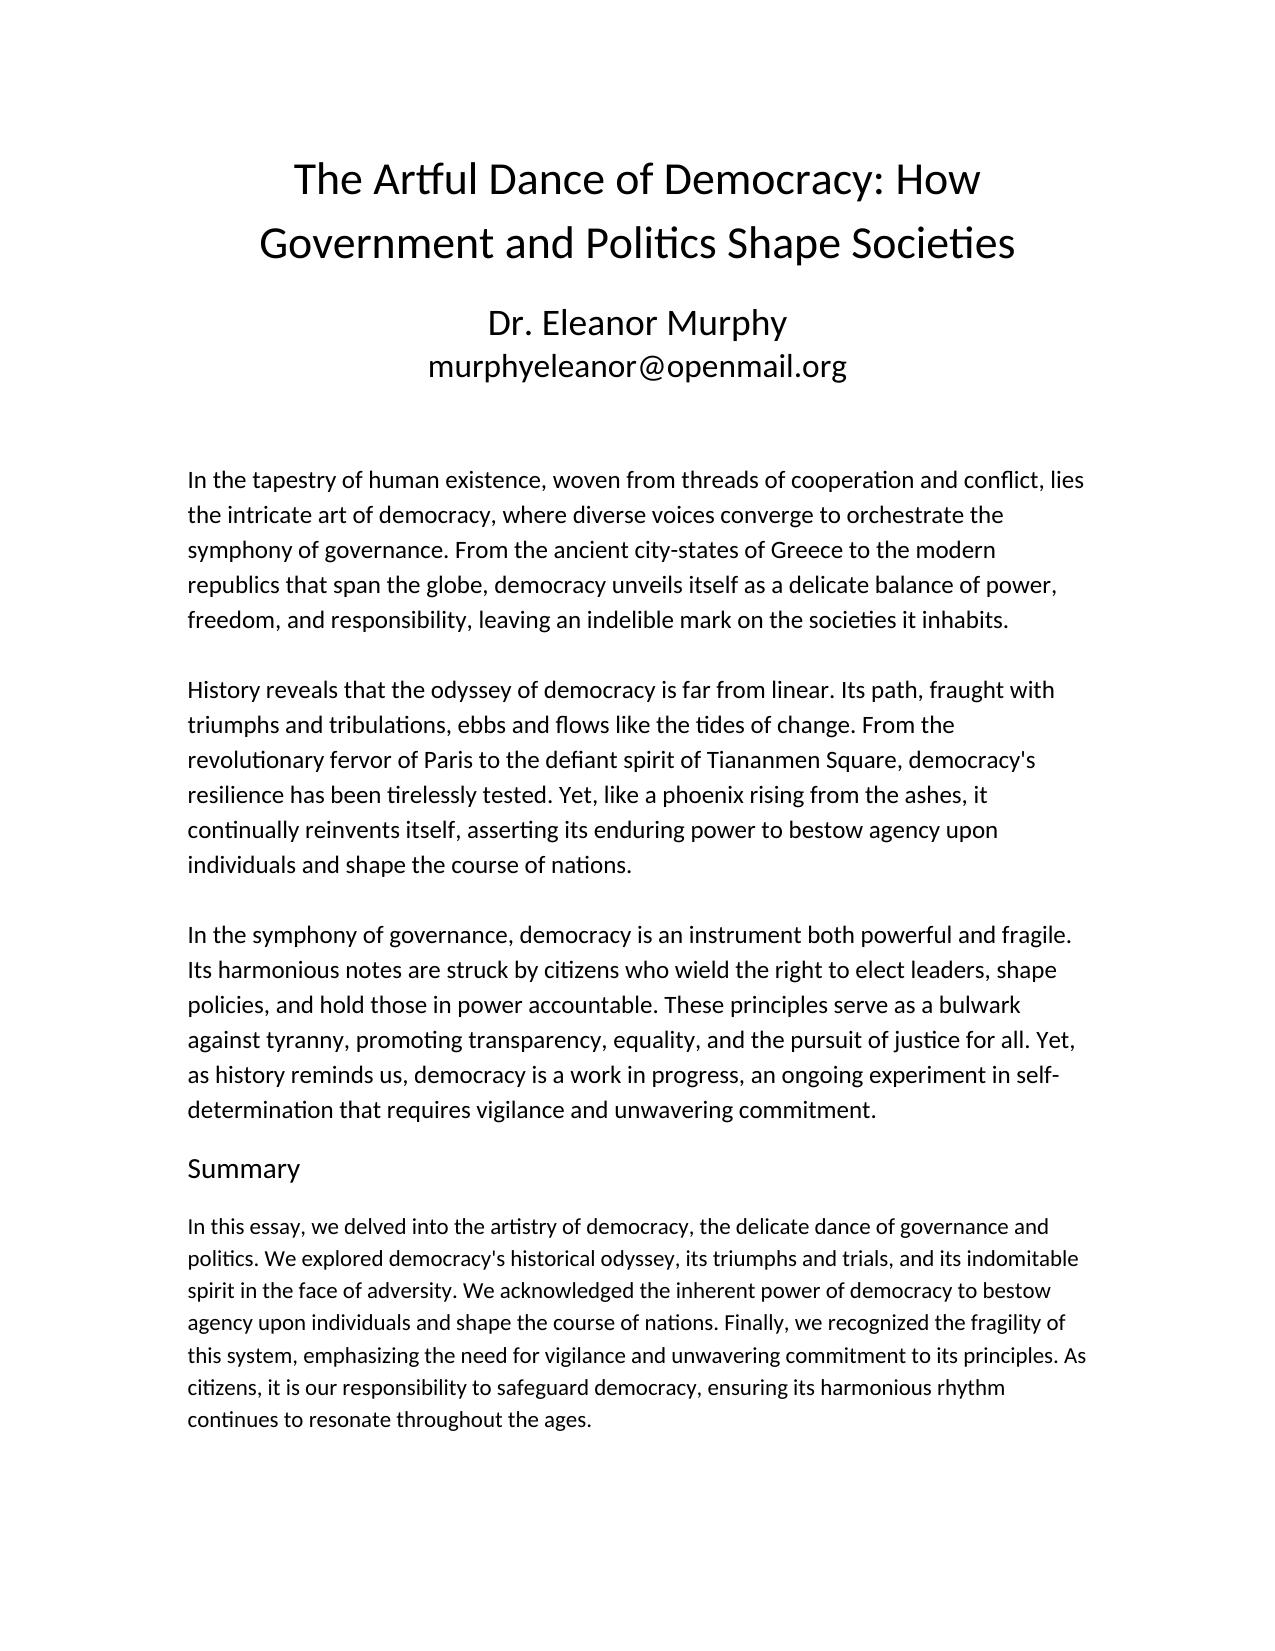 The Artful Dance of Democracy: How
Government and Politics Shape Societies
Dr. Eleanor Murphy
murphyeleanor@openmail.org
In the tapestry of human existence, woven from threads of cooperation and conflict, lies
the intricate art of democracy, where diverse voices converge to orchestrate the
symphony of governance. From the ancient city-states of Greece to the modern
republics that span the globe, democracy unveils itself as a delicate balance of power,
freedom, and responsibility, leaving an indelible mark on the societies it inhabits.
History reveals that the odyssey of democracy is far from linear. Its path, fraught with
triumphs and tribulations, ebbs and flows like the tides of change. From the
revolutionary fervor of Paris to the defiant spirit of Tiananmen Square, democracy's
resilience has been tirelessly tested. Yet, like a phoenix rising from the ashes, it
continually reinvents itself, asserting its enduring power to bestow agency upon
individuals and shape the course of nations.
In the symphony of governance, democracy is an instrument both powerful and fragile.
Its harmonious notes are struck by citizens who wield the right to elect leaders, shape
policies, and hold those in power accountable. These principles serve as a bulwark
against tyranny, promoting transparency, equality, and the pursuit of justice for all. Yet,
as history reminds us, democracy is a work in progress, an ongoing experiment in self-
determination that requires vigilance and unwavering commitment.
Summary
In this essay, we delved into the artistry of democracy, the delicate dance of governance and
politics. We explored democracy's historical odyssey, its triumphs and trials, and its indomitable
spirit in the face of adversity. We acknowledged the inherent power of democracy to bestow
agency upon individuals and shape the course of nations. Finally, we recognized the fragility of
this system, emphasizing the need for vigilance and unwavering commitment to its principles. As
citizens, it is our responsibility to safeguard democracy, ensuring its harmonious rhythm
continues to resonate throughout the ages.